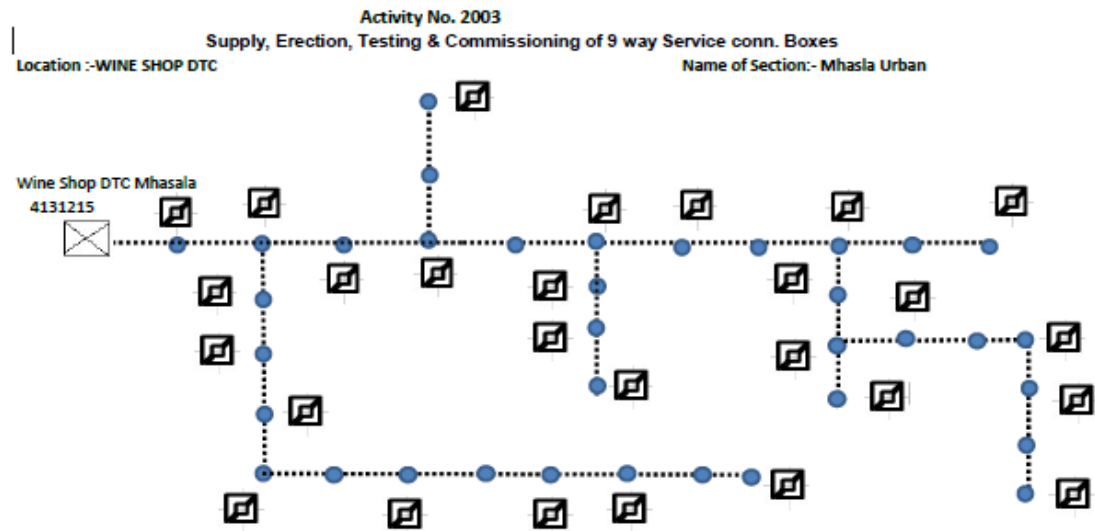 Activity No. 2003
Supply, Erection, Testing & Commissioning of 9 way Service conn. Boxes
Location :-WINE SHOP DTC
Name of Section:- Mhasla Urban
Wine Shop DTC Mhasala
4131215